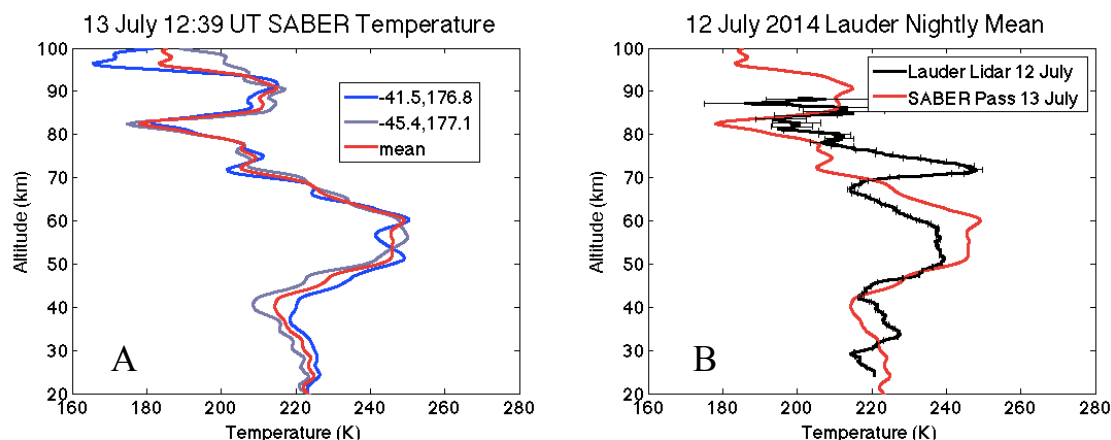 13 July 12:39 UT SABER Temperature
100
90
80
70
60
50
40
30
20
Altitude (km)
-41.5,176.8
-45.4,177.1
mean
A
160 180 200 220 240 260 280
Temperature (K)
12 July 2014 Lauder Nightly Mean
100
90
80
70
60
50
40
30
20
Altitude (km)
Lauder Lidar 12 July
SABER Pass 13 July
B
160 180 200 220 240 260 280
Temperature (K)